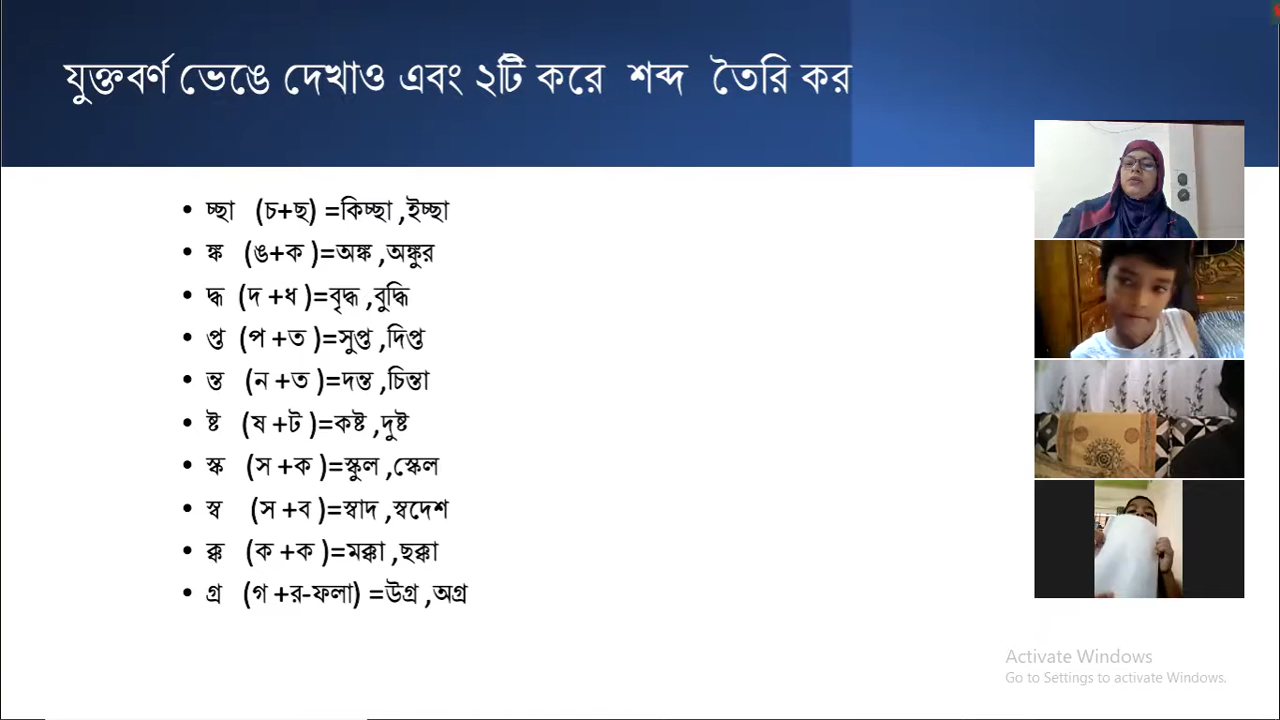 যুক্তবর্ণ ভেঙে দেখাও এবং ২টি করে শব্দ তৈরি কর
• চ্ছা (চ+ছ) =কিচ্ছা ,ইচ্ছা
• ঙ্ক (ঙ+ক )=অঙ্ক ,অঙ্কুর
• দ্ধ (দ +ধ )=বৃদ্ধ ,বুদ্ধি
• প্ত (প +ত )=সুপ্ত ,দিপ্ত
• ন্ত (ন +ত )=দন্ত ,চিন্তা
• ষ্ট (ষ +ট )=কষ্ট ,দুষ্ট
• স্ক (স +ক )=স্কুল ,স্কেল
• স্ব (স +ব )=স্বাদ ,স্বদেশ
• ক্ক (ক +ক )=মক্কা ,ছক্কা
• গ্র (গ +র-ফলা) =উগ্র ,অগ্র
Activate Windows
Go to Settings to activate Windows.